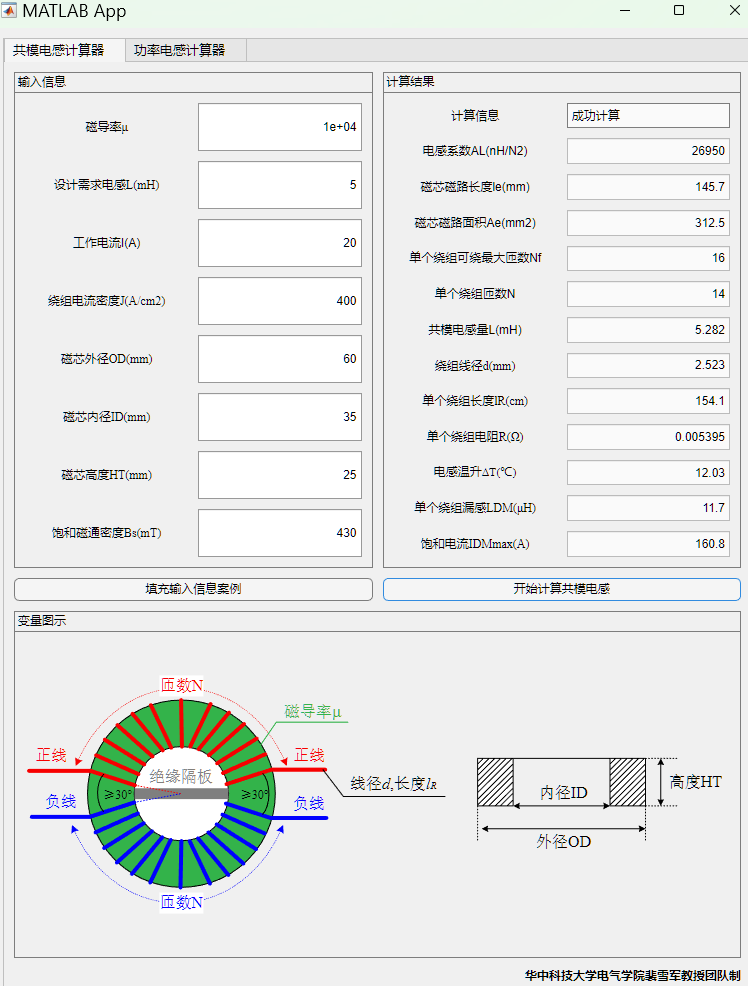 MATLAB App
共模电感计算器 功率电感计算器
输入信息
磁导率μ 1e+04
设计需求电感L(mH) 5
工作电流I(A) 20
绕组电流密度J(A/cm2) 400
磁芯外径OD(mm) 60
磁芯内径ID(mm) 35
磁芯高度HT(mm) 25
饱和磁通密度Bs(mT) 430
填充输入信息案例
计算结果
计算信息 成功计算
电感系数AL(nH/N2) 26950
磁芯磁路长度le(mm) 145.7
磁芯磁路面积Ae(mm2) 312.5
单个绕组可绕最大匝数Nf 16
单个绕组匝数N 14
共模电感量L(mH) 5.282
绕组线径d(mm) 2.523
单个绕组长度lR(cm) 154.1
单个绕组电阻R(Ω) 0.005395
电感温升ΔT(℃) 12.03
单个绕组漏感LDM(μH) 11.7
饱和电流IDMmax(A) 160.8
开始计算共模电感
变量图示
匝数N
磁导率μ
正线 正线
绝缘隔板
≥30° ≥30°
负线 负线
线径d,长度lR
匝数N
内径ID
高度HT
外径OD
华中科技大学电气学院裴雪军教授团队制